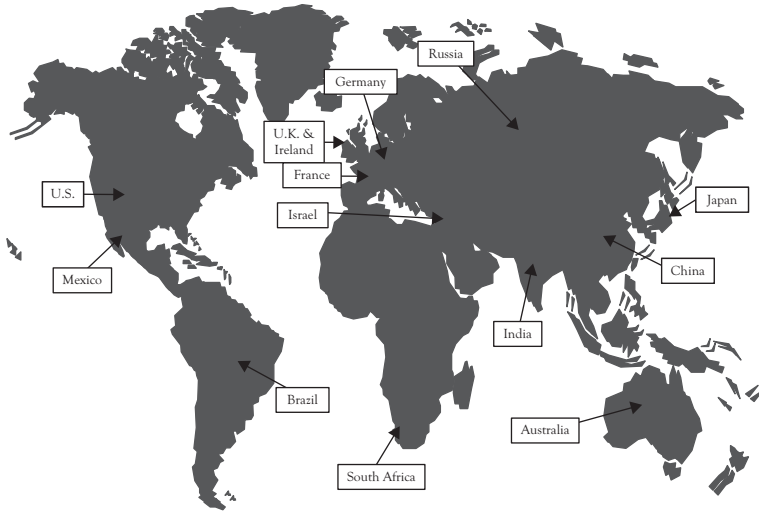 Russia
Germany
U.K. &
Ireland
France
U.S.
Japan
Israel
China
Mexico
India
Brazil
Australia
South Africa